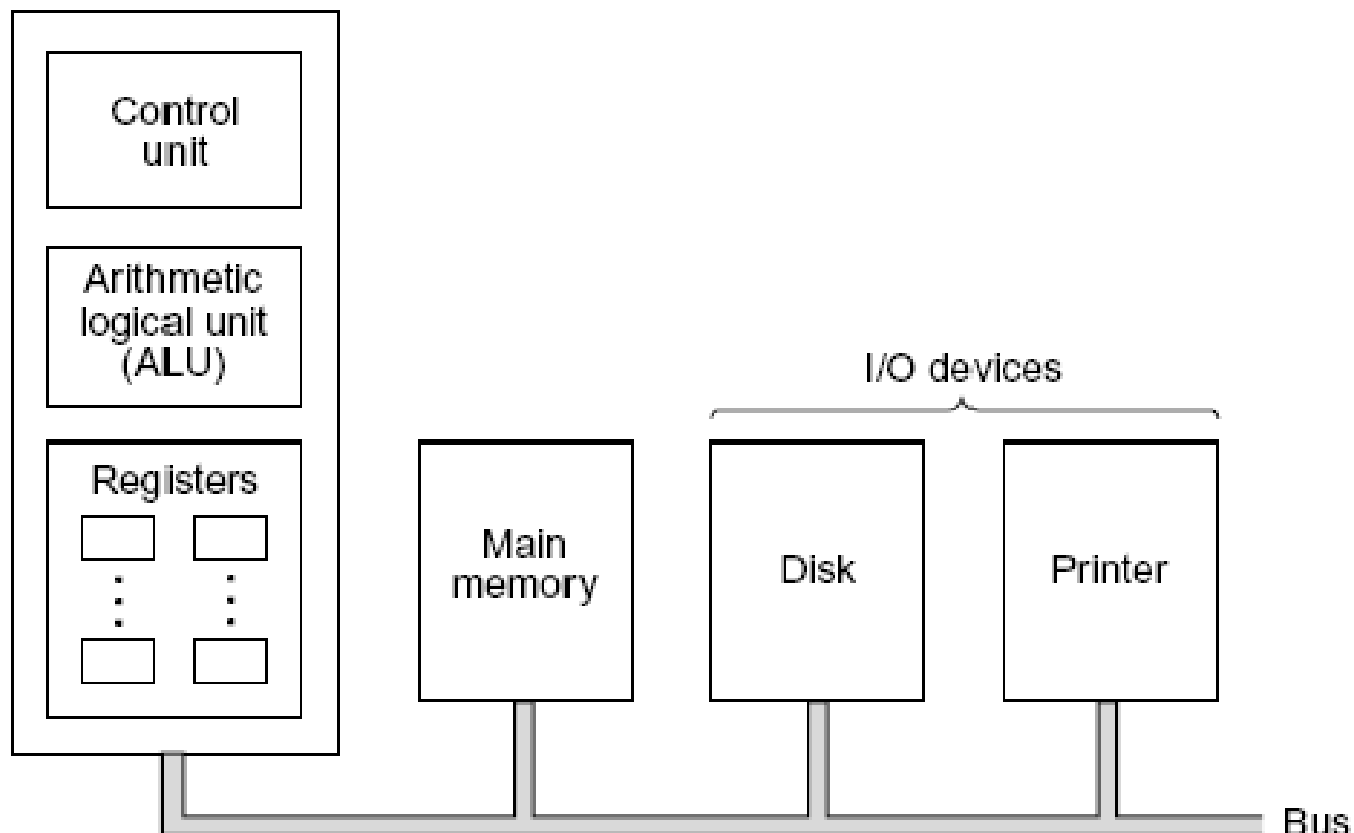 Control
unit
Arithmetic
logical unit
(ALU)
Registers
Main
memory
I/O devices
Disk
Printer
Bus